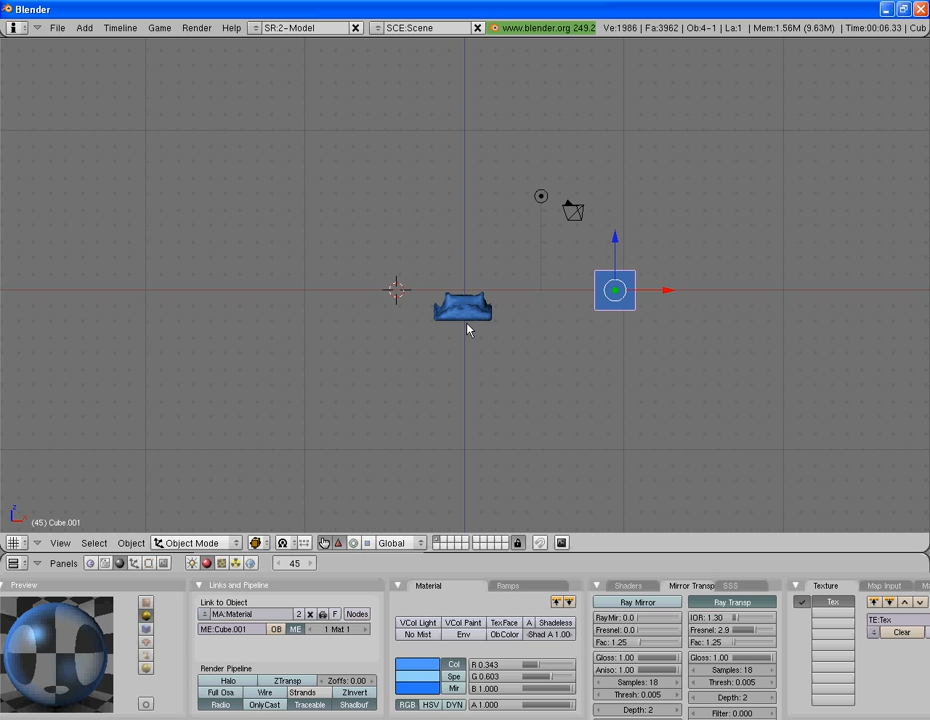 Blender
File Add Timeline Game Render Help SR:2-Model SCE:Scene www.blender.org 249.2 Ve:1986 | Fa:3962 | Ob:4-1 | La:1 | Mem:1.56M (9.63M) | Time:00:06.33 | Cub
z
x
(45) Cube.001
View Select Object Object Mode Global
Panels 45
Preview Links and Pipeline Material Ramps Shaders Mirror Transp SSS Texture Map Input
Link to Object
MA:Material 2 F Nodes
ME:Cube.001 OB ME 1 Mat 1
Render Pipeline
Halo ZTransp Zoffs: 0.00
Full Osa Wire Strands ZInvert
Radio OnlyCast Traceable Shadbuf
VCol Light VCol Paint TexFace A Shadeless
No Mist Env ObColor Shad A 1.00
Col R 0.343
Spe G 0.603
Mir B 1.000
RGB HSV DYN A 1.000
Ray Mirror Ray Transp
RayMir: 0.0 IOR: 1.30
Fresnel: 0.0 Fresnel: 2.9
Fac: 1.25 Fac: 1.25
Gloss: 1.00 Gloss: 1.00
Aniso: 1.00 Samples: 18
Samples: 18 Thresh: 0.005
Thresh: 0.005 Depth: 2
Depth: 2 Filter: 0.000
Tex
TE:Tex
Clear